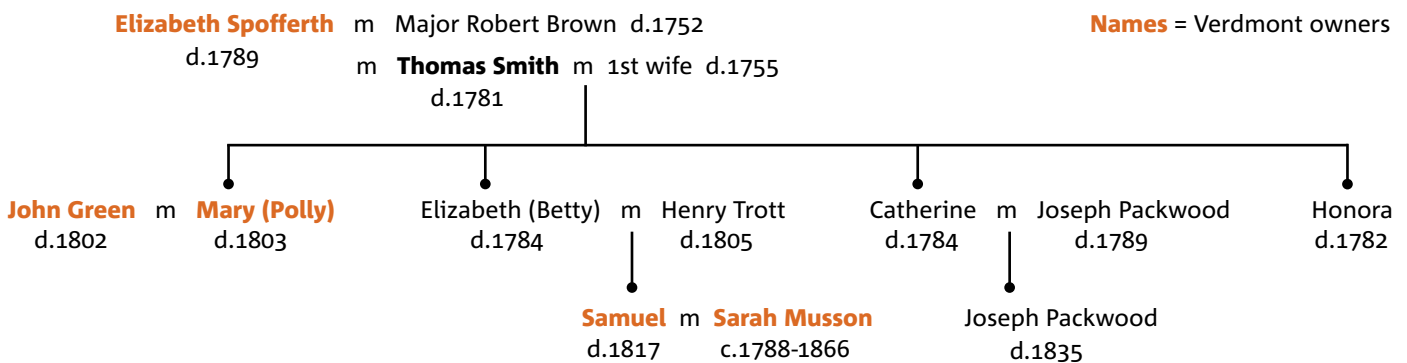 Elizabeth Spofferth m Major Robert Brown d.1752 Names = Verdmont owners
d.1789
m Thomas Smith m 1st wife d.1755
d.1781
John Green m Mary (Polly) Elizabeth (Betty) m Henry Trott Catherine m Joseph Packwood Honora
d.1802 d.1803 d.1784 d.1805 d.1784 d.1789 d.1782
Samuel m Sarah Musson Joseph Packwood
d.1817 c.1788-1866 d.1835